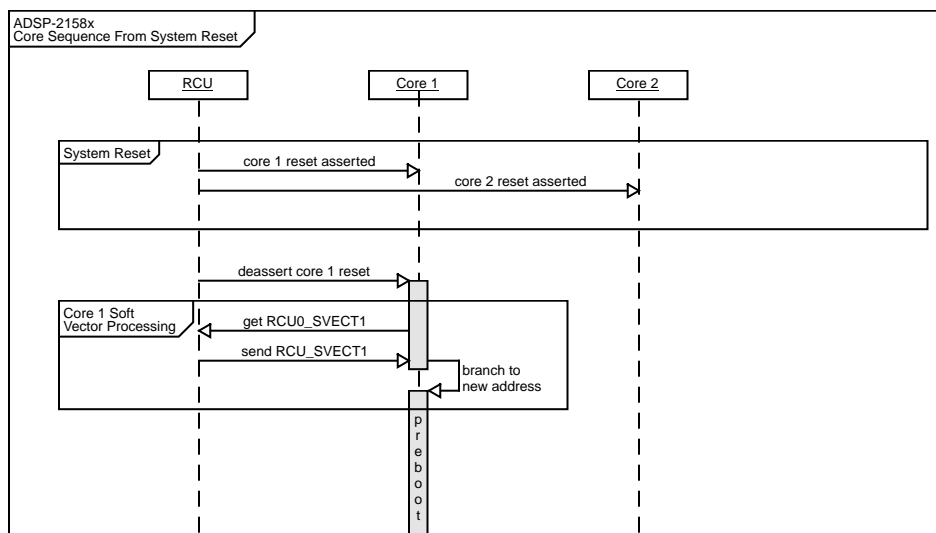 ADSP-2158x
Core Sequence From System Reset
RCU
Core 1
Core 2
System Reset
core 1 reset asserted
core 2 reset asserted
deassert core 1 reset
Core 1 Soft
Vector Processing
get RCU0_SVECT1
send RCU_SVECT1
branch to
new address
preboot